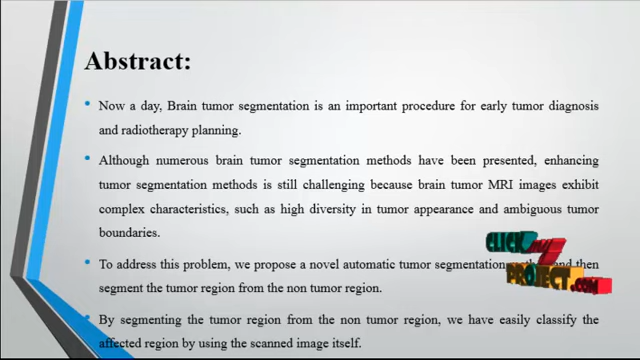 Abstract:
• Now a day, Brain tumor segmentation is an important procedure for early tumor diagnosis
and radiotherapy planning.
• Although numerous brain tumor segmentation methods have been presented, enhancing
tumor segmentation methods is still challenging because brain tumor MRI images exhibit
complex characteristics, such as high diversity in tumor appearance and ambiguous tumor
boundaries.
• To address this problem, we propose a novel automatic tumor segmentation and then
segment the tumor region from the non tumor region.
• By segmenting the tumor region from the non tumor region, we have easily classify the
affected region by using the scanned image itself.
CLICK my
PROJECT.COM